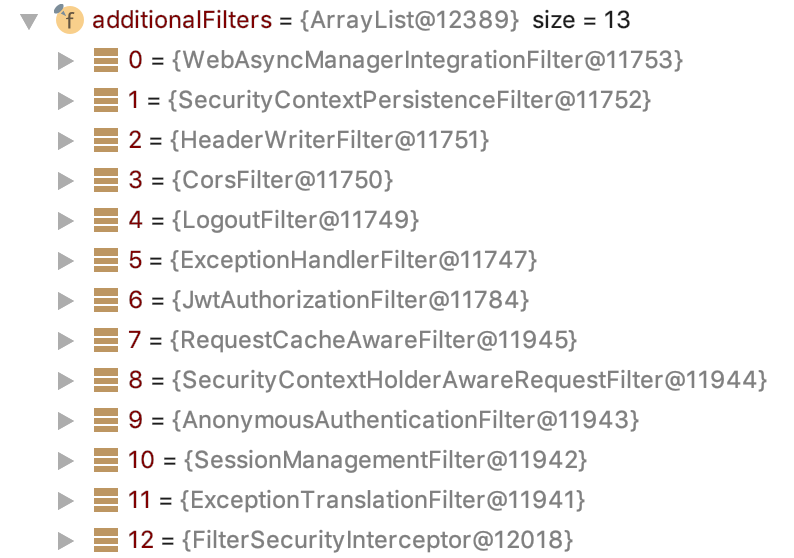 f additionalFilters = {ArrayList@12389} size = 13
0 = {WebAsyncManagerIntegrationFilter@11753}
1 = {SecurityContextPersistenceFilter@11752}
2 = {HeaderWriterFilter@11751}
3 = {CorsFilter@11750}
4 = {LogoutFilter@11749}
5 = {ExceptionHandlerFilter@11747}
6 = {JwtAuthorizationFilter@11784}
7 = {RequestCacheAwareFilter@11945}
8 = {SecurityContextHolderAwareRequestFilter@11944}
9 = {AnonymousAuthenticationFilter@11943}
10 = {SessionManagementFilter@11942}
11 = {ExceptionTranslationFilter@11941}
12 = {FilterSecurityInterceptor@12018}